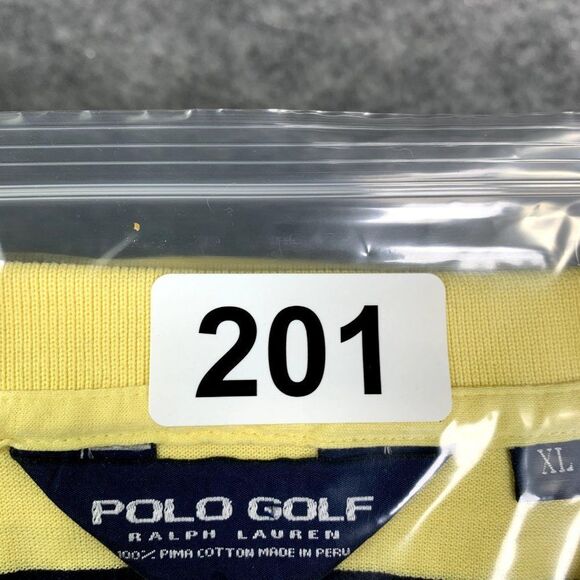 201
XL
POLO GOLF
RALPH LAUREN
100% PIMA COTTON MADE IN PERU